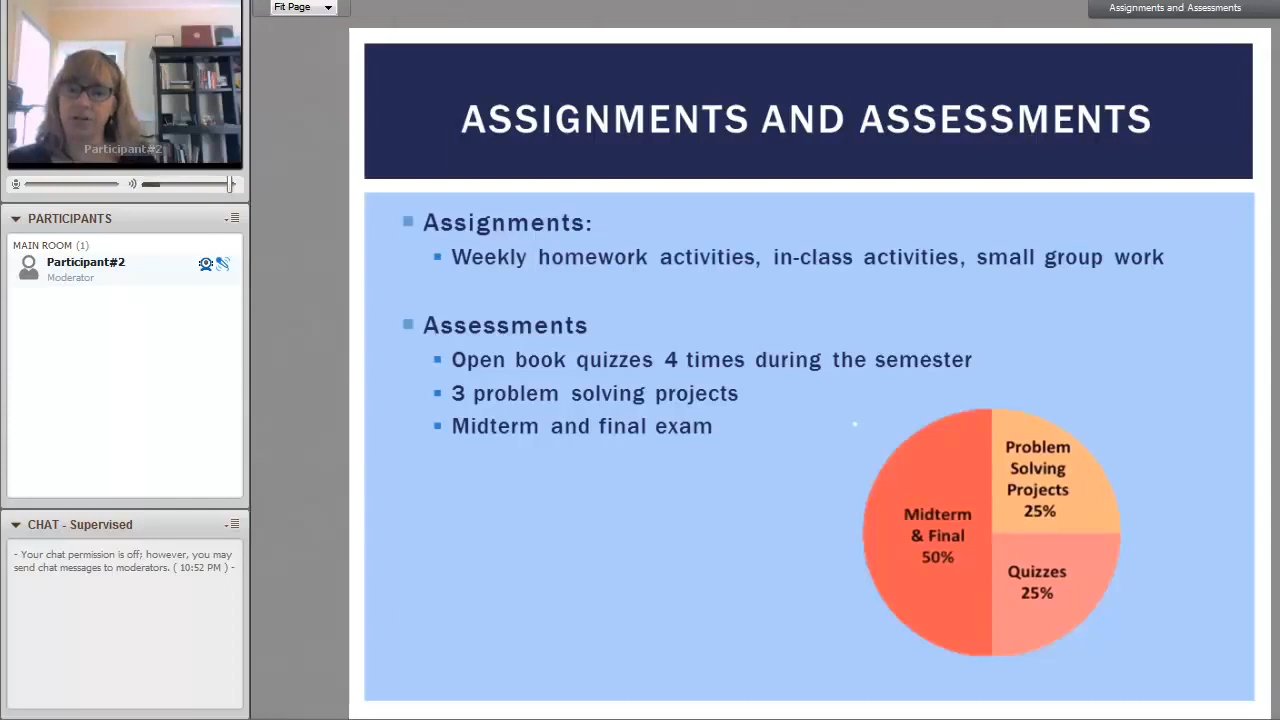 Fit Page
Assignments and Assessments
Participant#2
PARTICIPANTS
MAIN ROOM (1)
Participant#2
Moderator
CHAT - Supervised
- Your chat permission is off; however, you may
send chat messages to moderators. ( 10:52 PM ) -
ASSIGNMENTS AND ASSESSMENTS
Assignments:
Weekly homework activities, in-class activities, small group work
Assessments
Open book quizzes 4 times during the semester
3 problem solving projects
Midterm and final exam
Problem
Solving
Projects
25%
Midterm
& Final
50%
Quizzes
25%